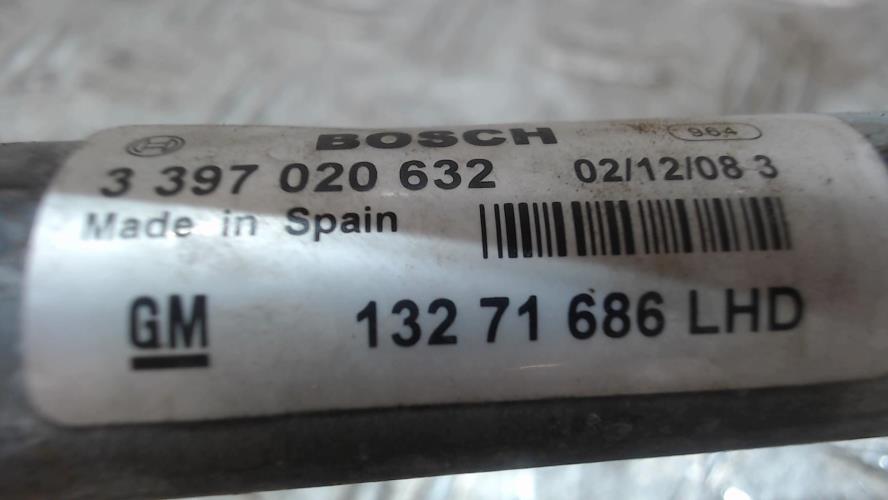 BOSCH 964
3 397 020 632 02/12/08 3
Made in Spain
GM 132 71 686 LHD